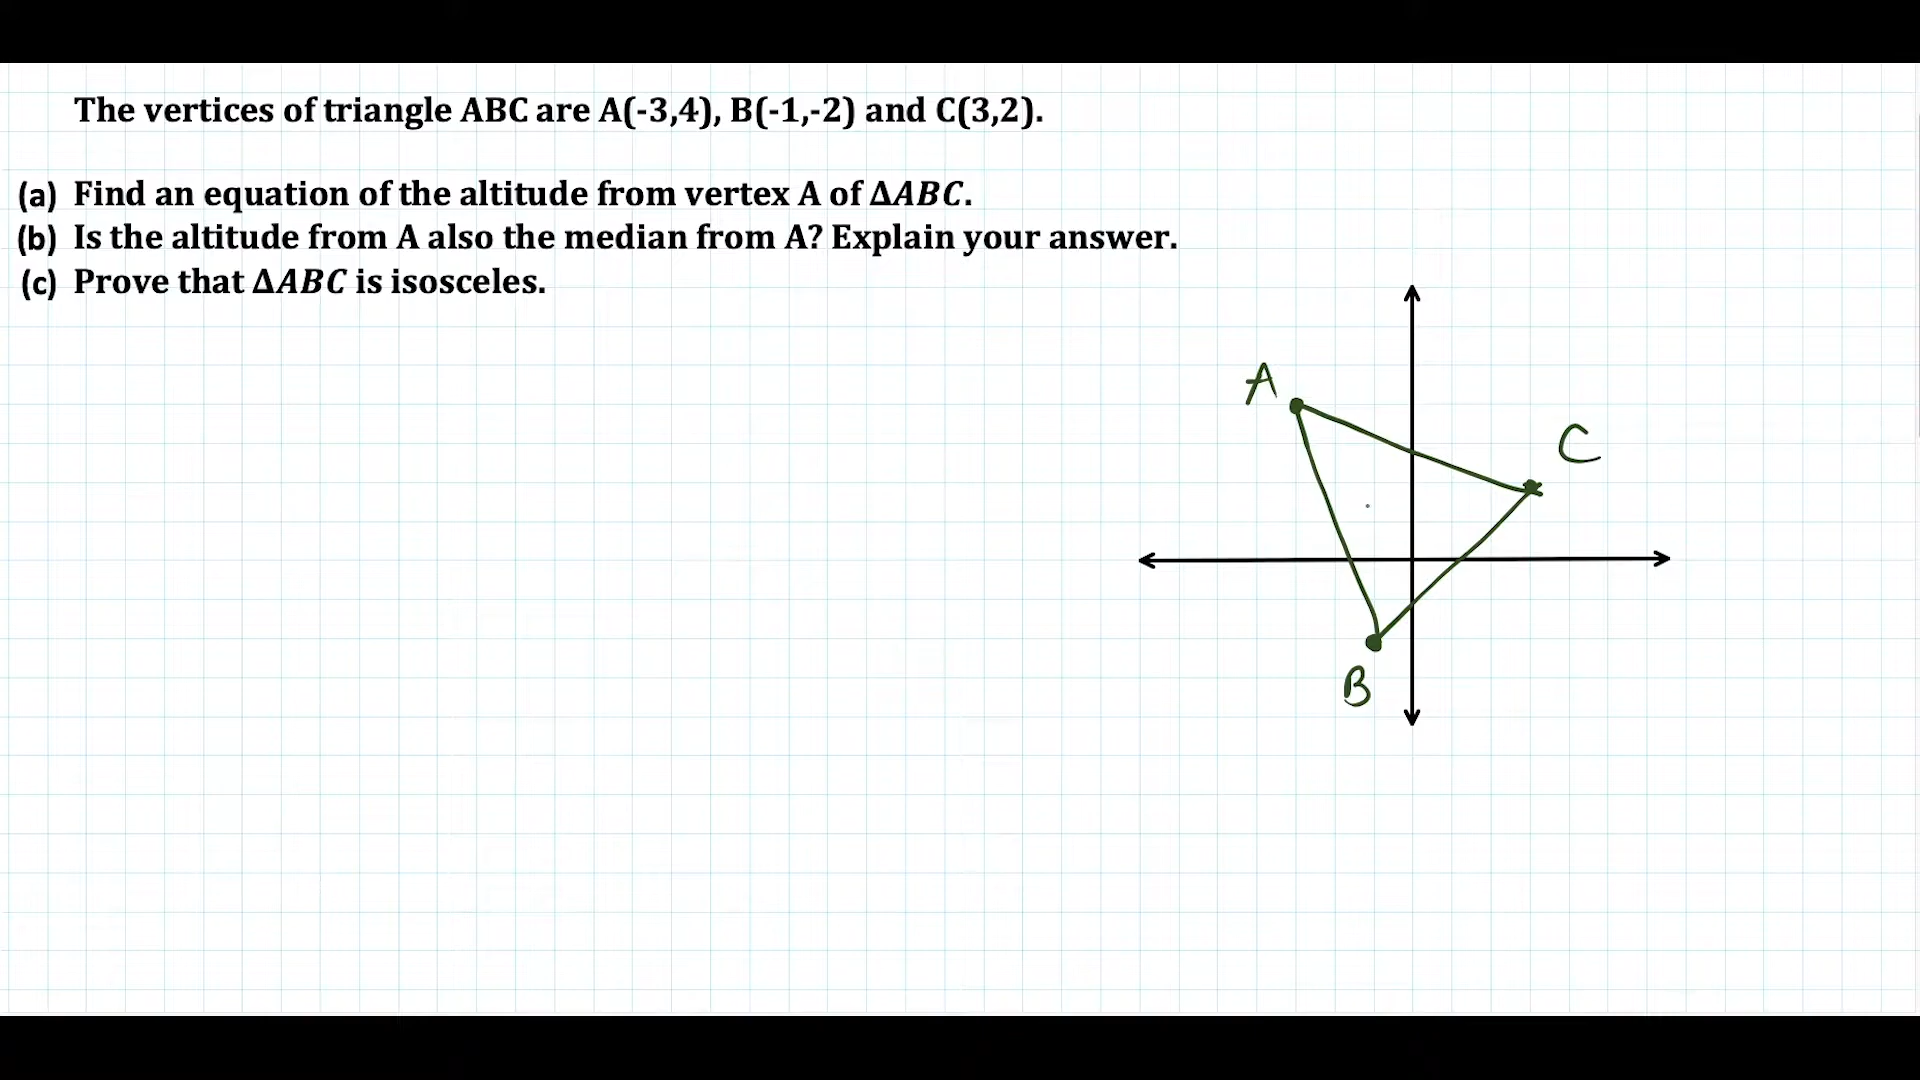 The vertices of triangle ABC are A(-3,4), B(-1,-2) and C(3,2).
(a) Find an equation of the altitude from vertex A of ΔABC.
(b) Is the altitude from A also the median from A? Explain your answer.
(c) Prove that ΔABC is isosceles.
A
C
B